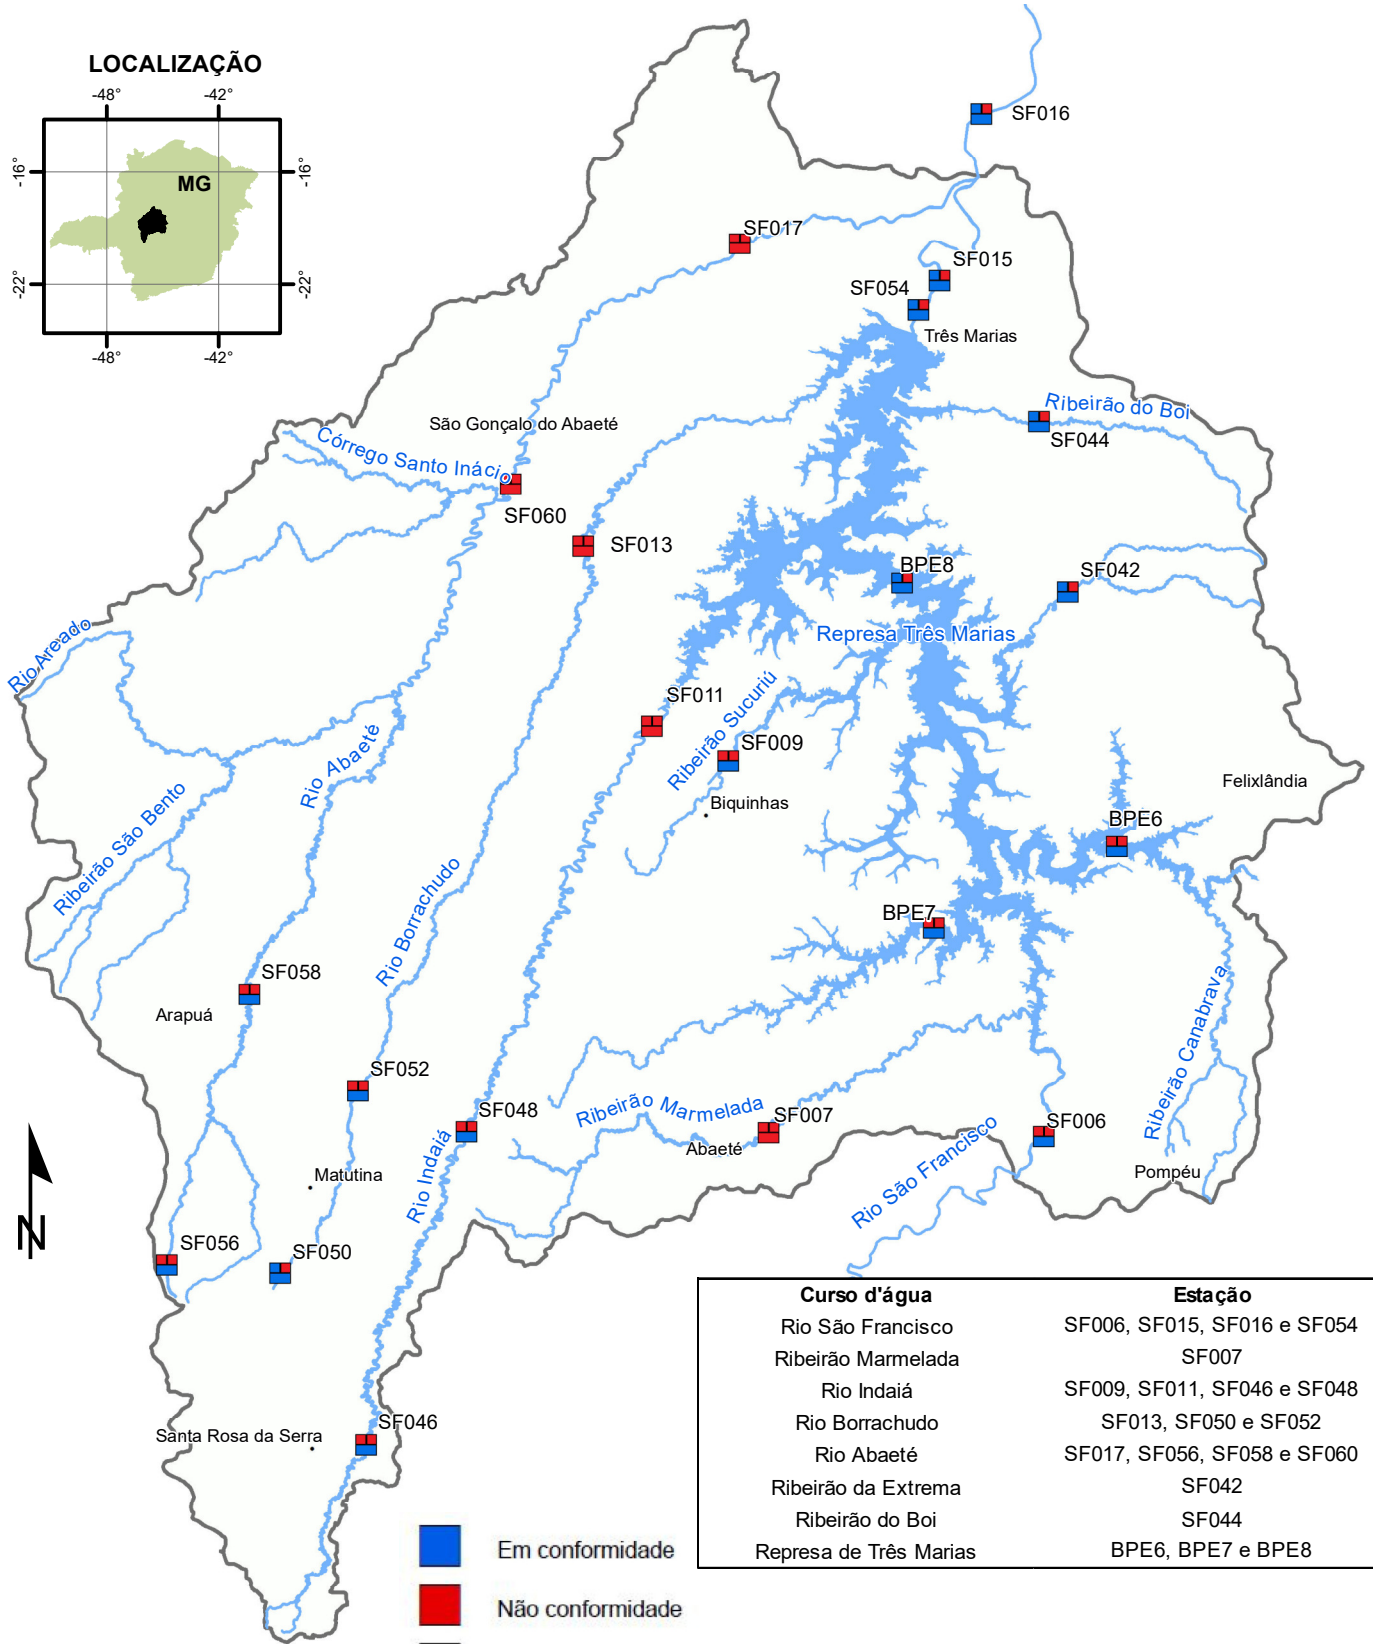 LOCALIZAÇÃO
-48°
-42°
-16°
-16°
MG
-22°
-22°
-48°
-42°
SF016
SF017
SF015
SF054
Três Marias
Ribeirão do Boi
SF044
São Gonçalo do Abaeté
Córrego Santo Inácio
SF060
SF013
BPE8
SF042
Represa Três Marias
Rio Areado
SF011
Ribeirão Sucuriú
SF009
Rio Abaeté
Biquinhas
Felixlândia
BPE6
Ribeirão São Bento
Rio Borrachudo
BPE7
SF058
Arapuá
Ribeirão Canabrava
SF052
SF048
Ribeirão Marmelada
SF007
Abaeté
SF006
Rio São Francisco
Pompéu
Matutina
Rio Indaiá
N
SF056
SF050
SF046
Santa Rosa da Serra
Curso d'água Estação
Rio São Francisco SF006, SF015, SF016 e SF054
Ribeirão Marmelada SF007
Rio Indaiá SF009, SF011, SF046 e SF048
Rio Borrachudo SF013, SF050 e SF052
Rio Abaeté SF017, SF056, SF058 e SF060
Ribeirão da Extrema SF042
Ribeirão do Boi SF044
Represa de Três Marias BPE6, BPE7 e BPE8
Em conformidade
Não conformidade